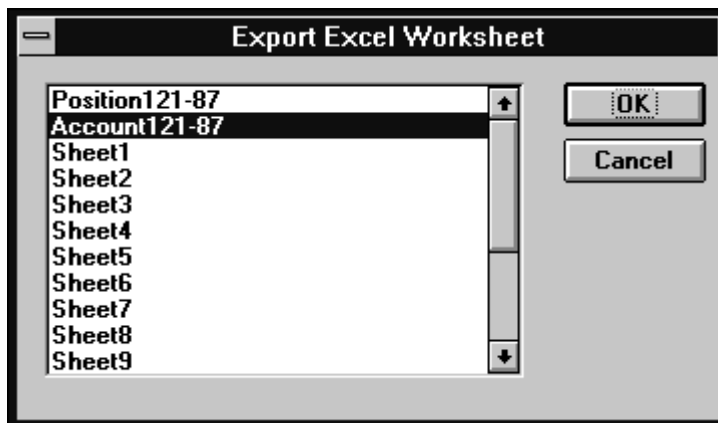 Export Excel Worksheet
Position121-87
Account121-87
Sheet1
Sheet2
Sheet3
Sheet4
Sheet5
Sheet6
Sheet7
Sheet8
Sheet9
OK
Cancel